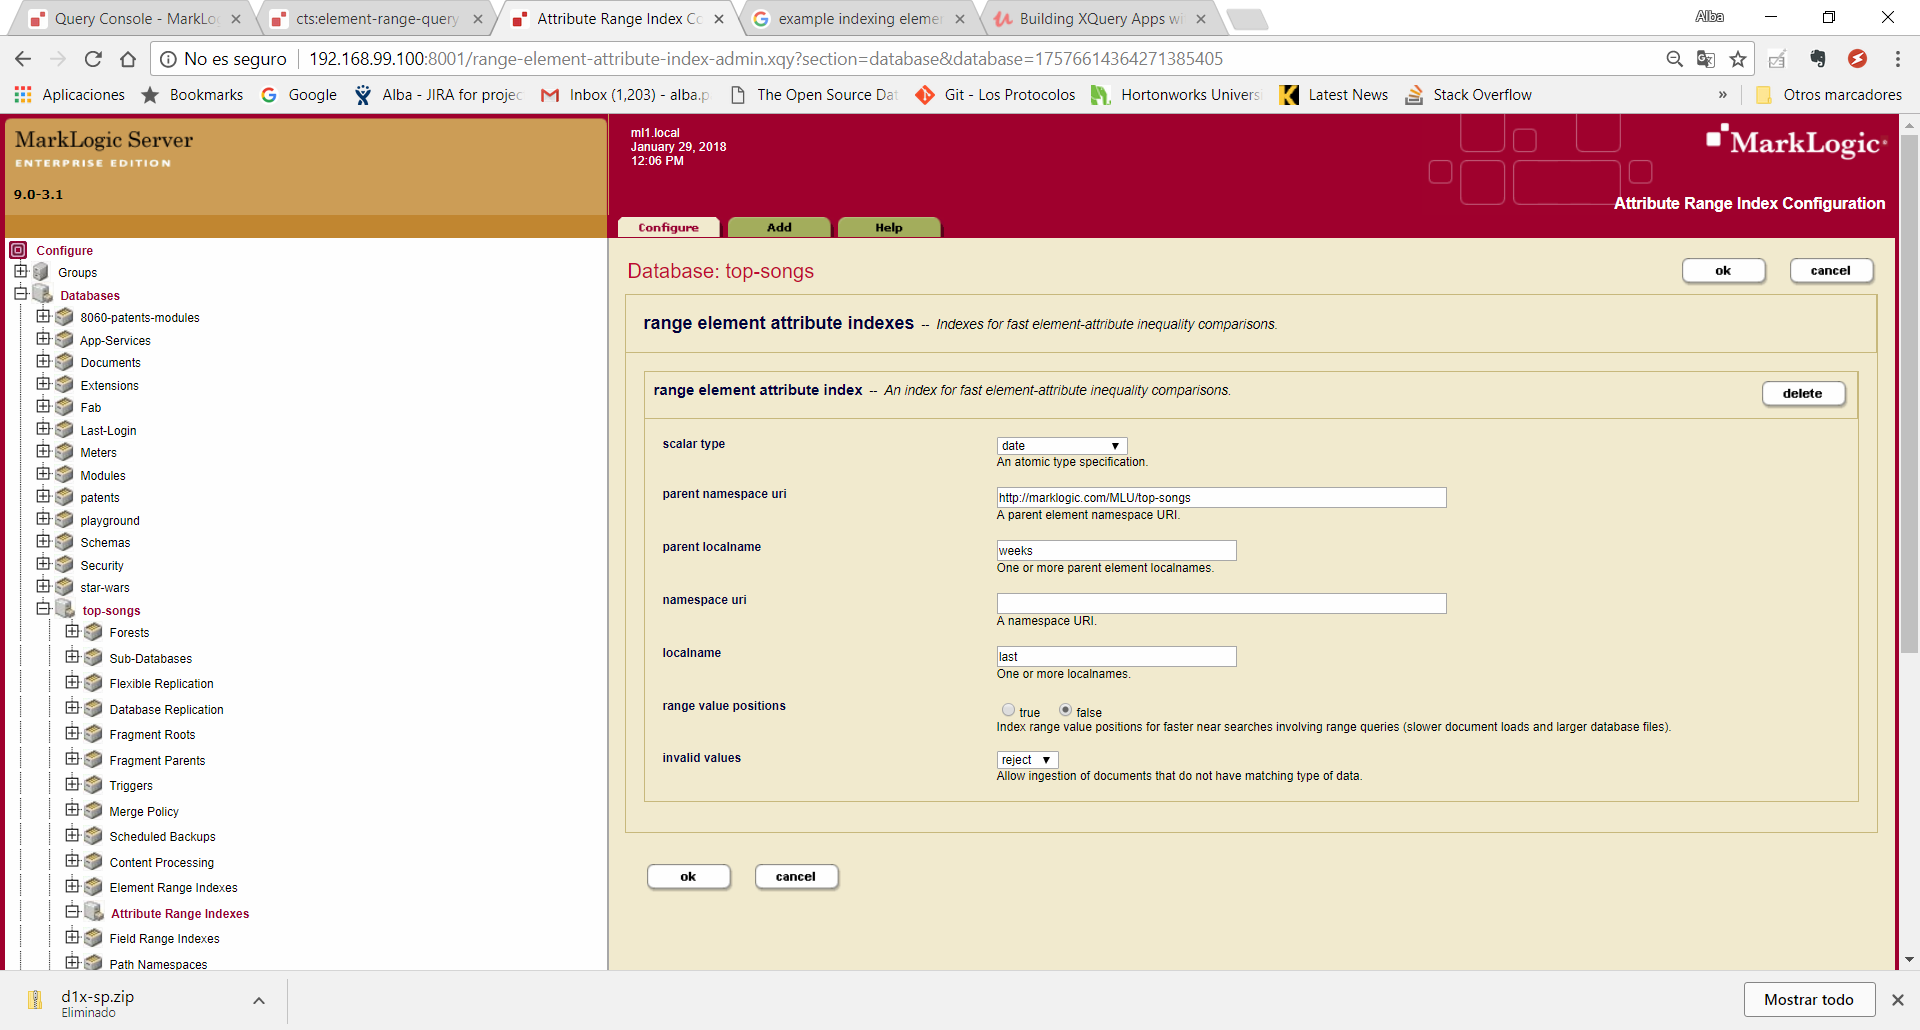 Query Console - MarkLo
cts:element-range-query
Attribute Range Index Co
example indexing elemen
Building XQuery Apps wi
Alba
No es seguro
192.168.99.100:8001/range-element-attribute-index-admin.xqy?section=database&database=17576614364271385405
Aplicaciones
Bookmarks
Google
Alba - JIRA for projec
Inbox (1,203) - alba.p
The Open Source Dat
Git - Los Protocolos
Hortonworks Univers
Latest News
Stack Overflow
»
Otros marcadores
MarkLogic Server
ENTERPRISE EDITION
9.0-3.1
ml1.local
January 29, 2018
12:06 PM
MarkLogic
Attribute Range Index Configuration
Configure
Add
Help
Configure
Groups
Databases
8060-patents-modules
App-Services
Documents
Extensions
Fab
Last-Login
Meters
Modules
patents
playground
Schemas
Security
star-wars
top-songs
Forests
Sub-Databases
Flexible Replication
Database Replication
Fragment Roots
Fragment Parents
Triggers
Merge Policy
Scheduled Backups
Content Processing
Element Range Indexes
Attribute Range Indexes
Field Range Indexes
Path Namespaces
Database: top-songs
ok
cancel
range element attribute indexes -- Indexes for fast element-attribute inequality comparisons.
range element attribute index -- An index for fast element-attribute inequality comparisons.
delete
scalar type
date
An atomic type specification.
parent namespace uri
http://marklogic.com/MLU/top-songs
A parent element namespace URI.
parent localname
weeks
One or more parent element localnames.
namespace uri
A namespace URI.
localname
last
One or more localnames.
range value positions
true
false
Index range value positions for faster near searches involving range queries (slower document loads and larger database files).
invalid values
reject
Allow ingestion of documents that do not have matching type of data.
ok
cancel
d1x-sp.zip
Eliminado
Mostrar todo